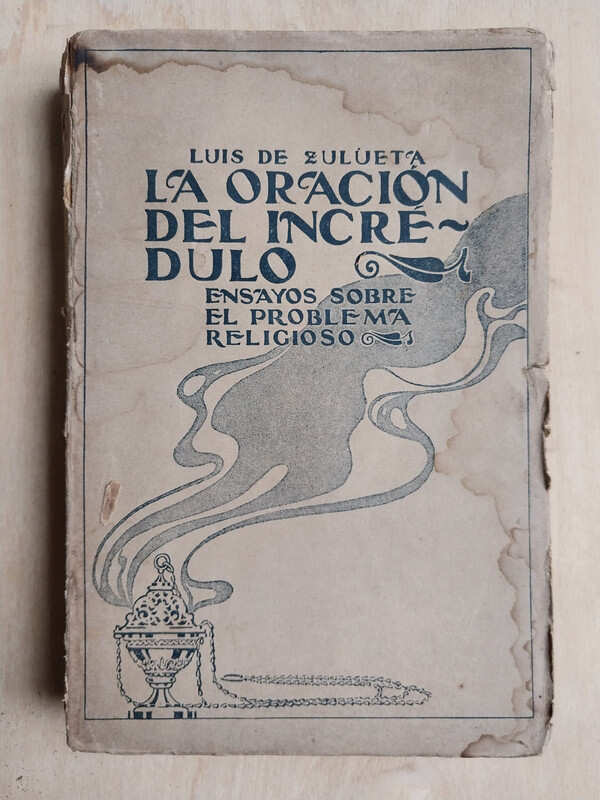 LUIS DE ZULUETA
LA ORACIÓN
DEL INCRÉ~
DULO
ENSAYOS SOBRE
EL PROBLEMA
RELIGIOSO